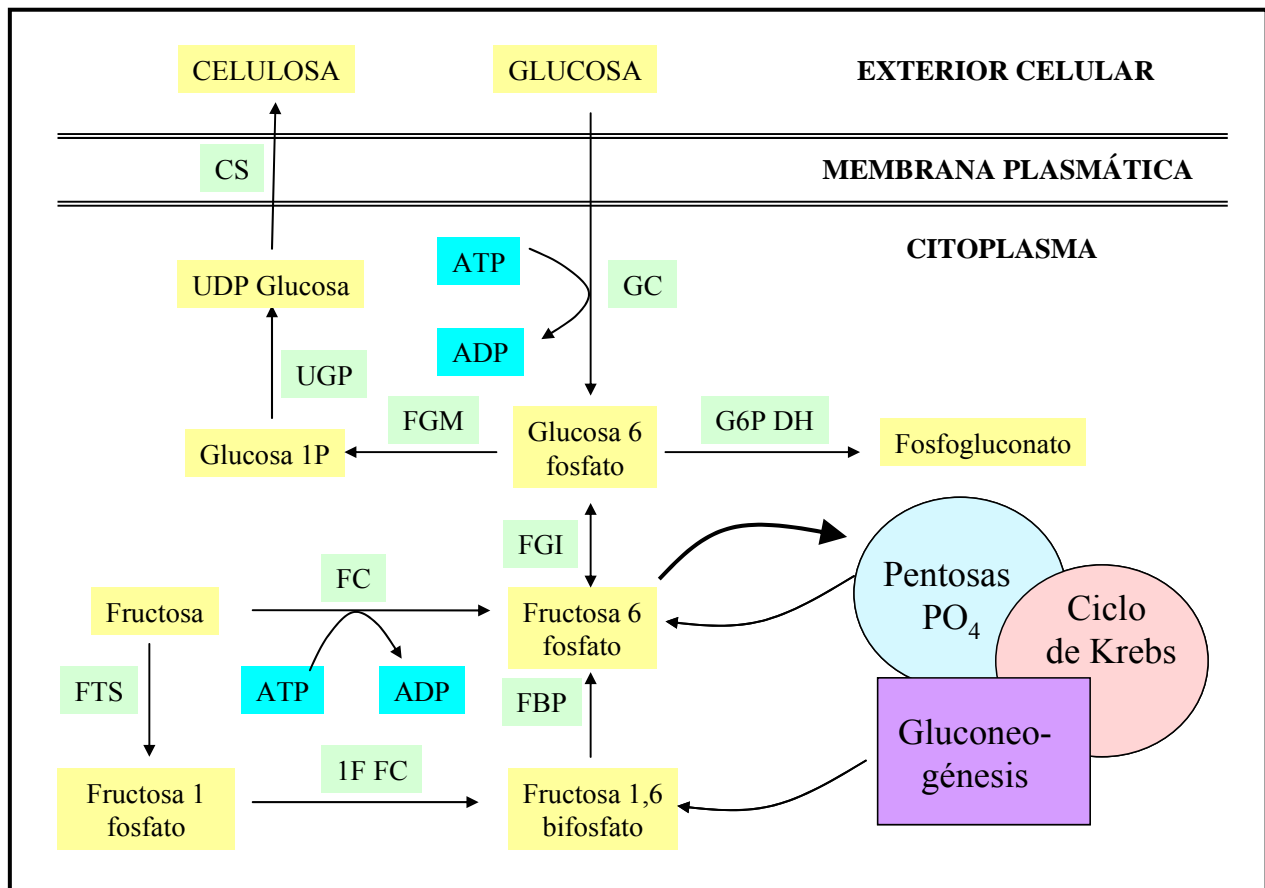 CELULOSA
GLUCOSA
EXTERIOR CELULAR
CS
MEMBRANA PLASMÁTICA
CITOPLASMA
ATP
UDP Glucosa
GC
ADP
UGP
FGM
Glucosa 6
fosfato
G6P DH
Glucosa 1P
Fosfogluconato
FGI
FC
Pentosas
PO4
Ciclo
de Krebs
Fructosa
Fructosa 6
fosfato
FTS
ATP
ADP
FBP
Gluconeo-
génesis
1F FC
Fructosa 1
fosfato
Fructosa 1,6
bifosfato